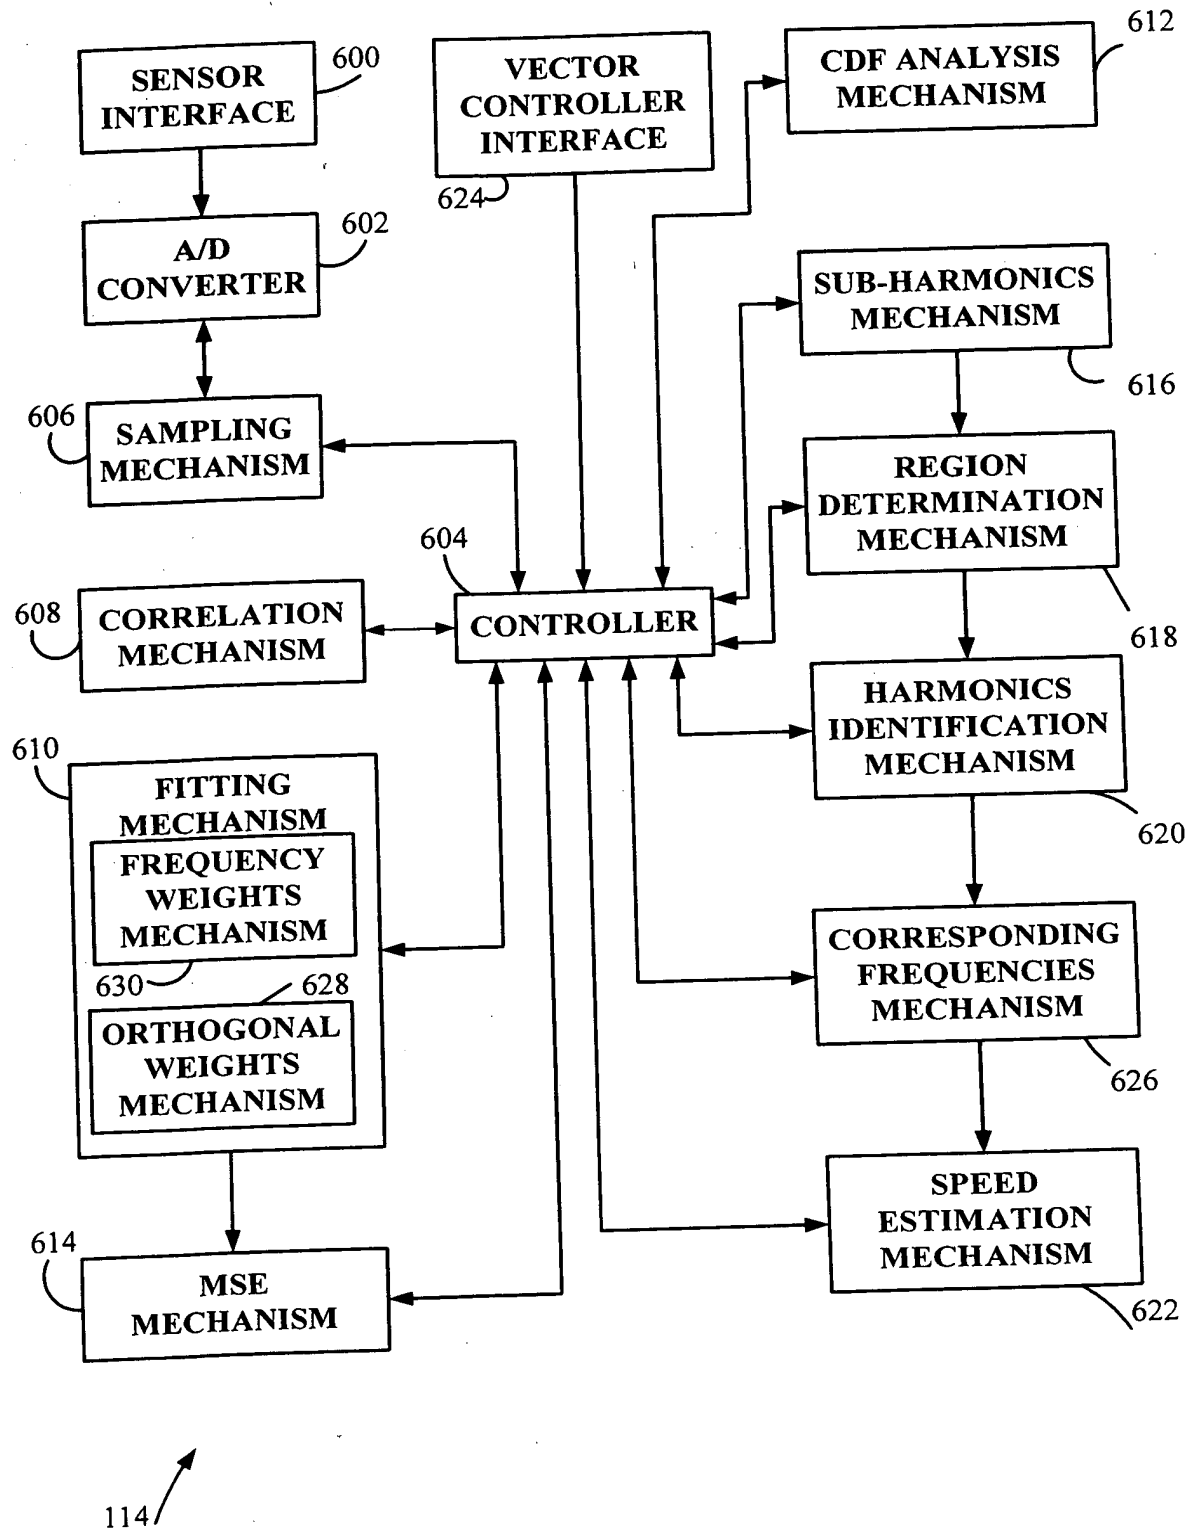 SENSOR
INTERFACE
600
VECTOR
CONTROLLER
INTERFACE
624
CDF ANALYSIS
MECHANISM
612
A/D
CONVERTER
602
SUB-HARMONICS
MECHANISM
616
606
SAMPLING
MECHANISM
REGION
DETERMINATION
MECHANISM
618
604
CONTROLLER
608
CORRELATION
MECHANISM
HARMONICS
IDENTIFICATION
MECHANISM
620
610
FITTING
MECHANISM
FREQUENCY
WEIGHTS
MECHANISM
630
628
ORTHOGONAL
WEIGHTS
MECHANISM
CORRESPONDING
FREQUENCIES
MECHANISM
626
614
MSE
MECHANISM
SPEED
ESTIMATION
MECHANISM
622
114